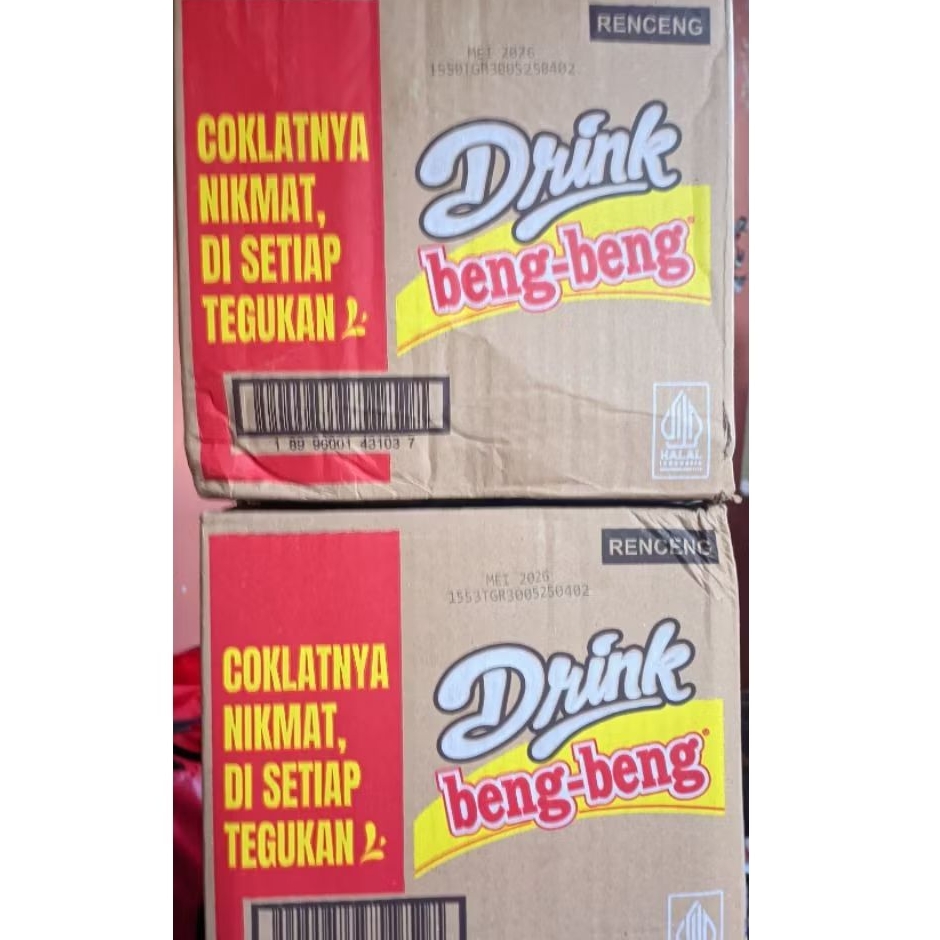 RENCENG
MEI 2026
1550TGR3005250402
COKLATNYA
NIKMAT,
DI SETIAP
TEGUKAN
Drink
beng-beng
1 89 96001 43103 7
HALAL
INDONESIA
RENCENG
MEI 2026
1553TGR3005250402
COKLATNYA
NIKMAT,
DI SETIAP
TEGUKAN
Drink
beng-beng